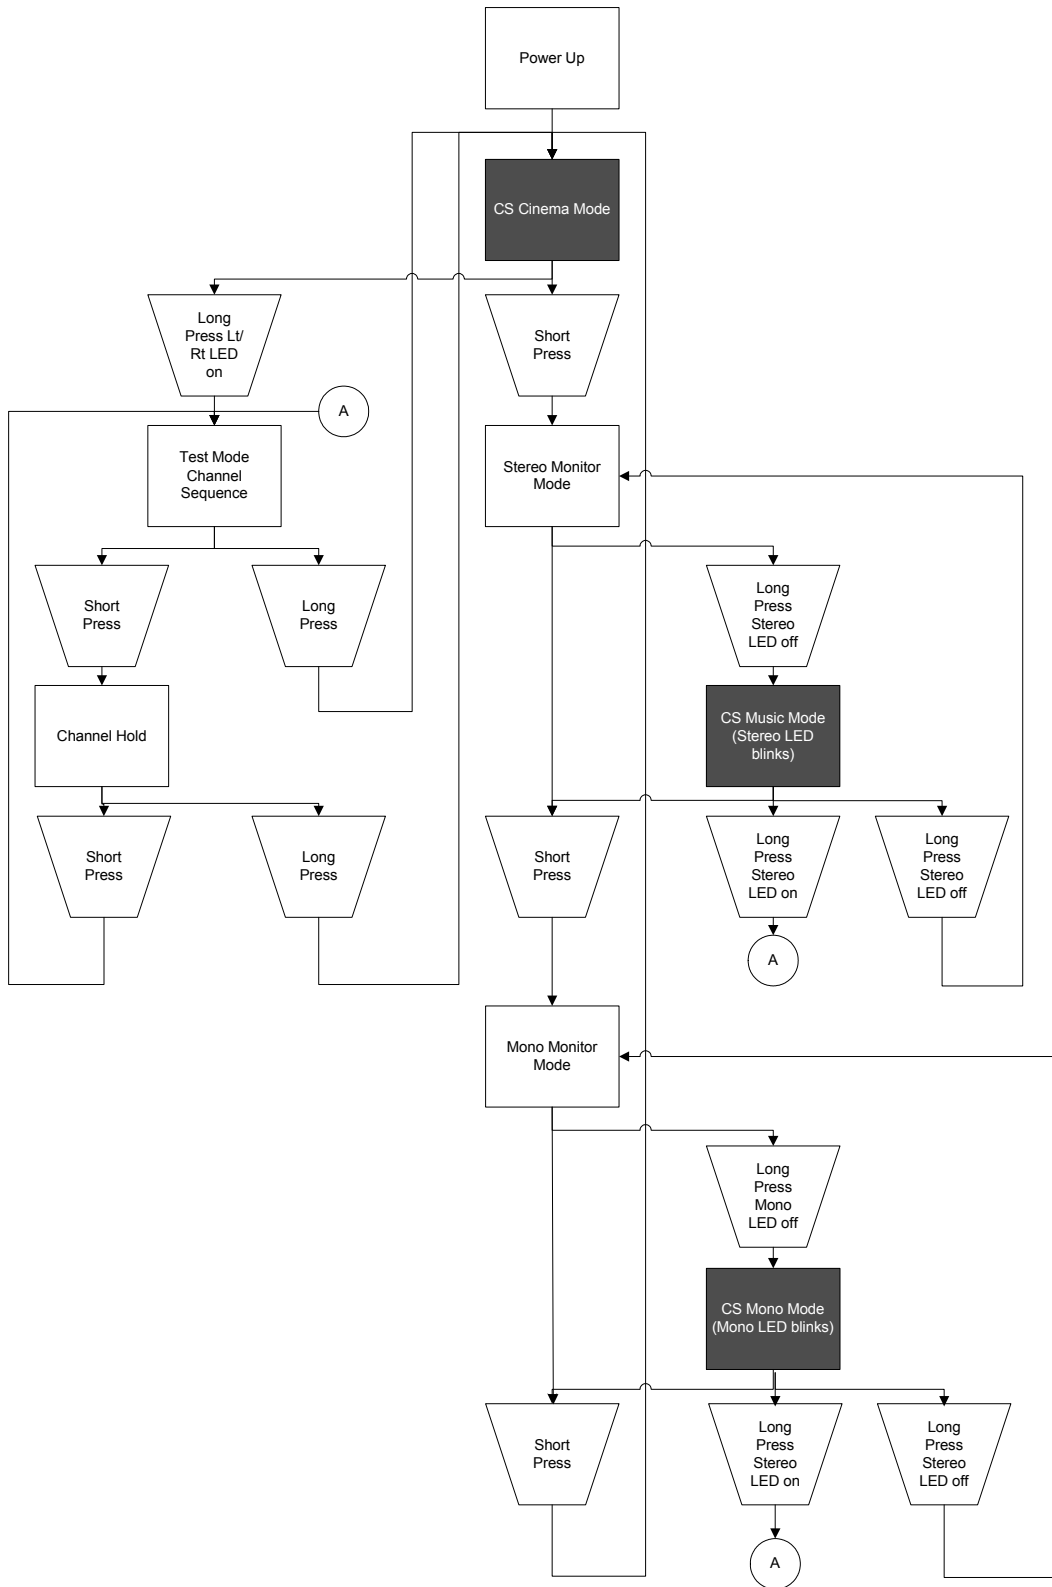 Power Up
CS Cinema Mode
Long
Press Lt/
Rt LED
on
Short
Press
A
Test Mode
Channel
Sequence
Stereo Monitor
Mode
Short
Press
Long
Press
Long
Press
Stereo
LED off
Channel Hold
CS Music Mode
(Stereo LED
blinks)
Short
Press
Long
Press
Short
Press
Long
Press
Stereo
LED on
Long
Press
Stereo
LED off
A
Mono Monitor
Mode
Long
Press
Mono
LED off
CS Mono Mode
(Mono LED blinks)
Short
Press
Long
Press
Stereo
LED on
Long
Press
Stereo
LED off
A